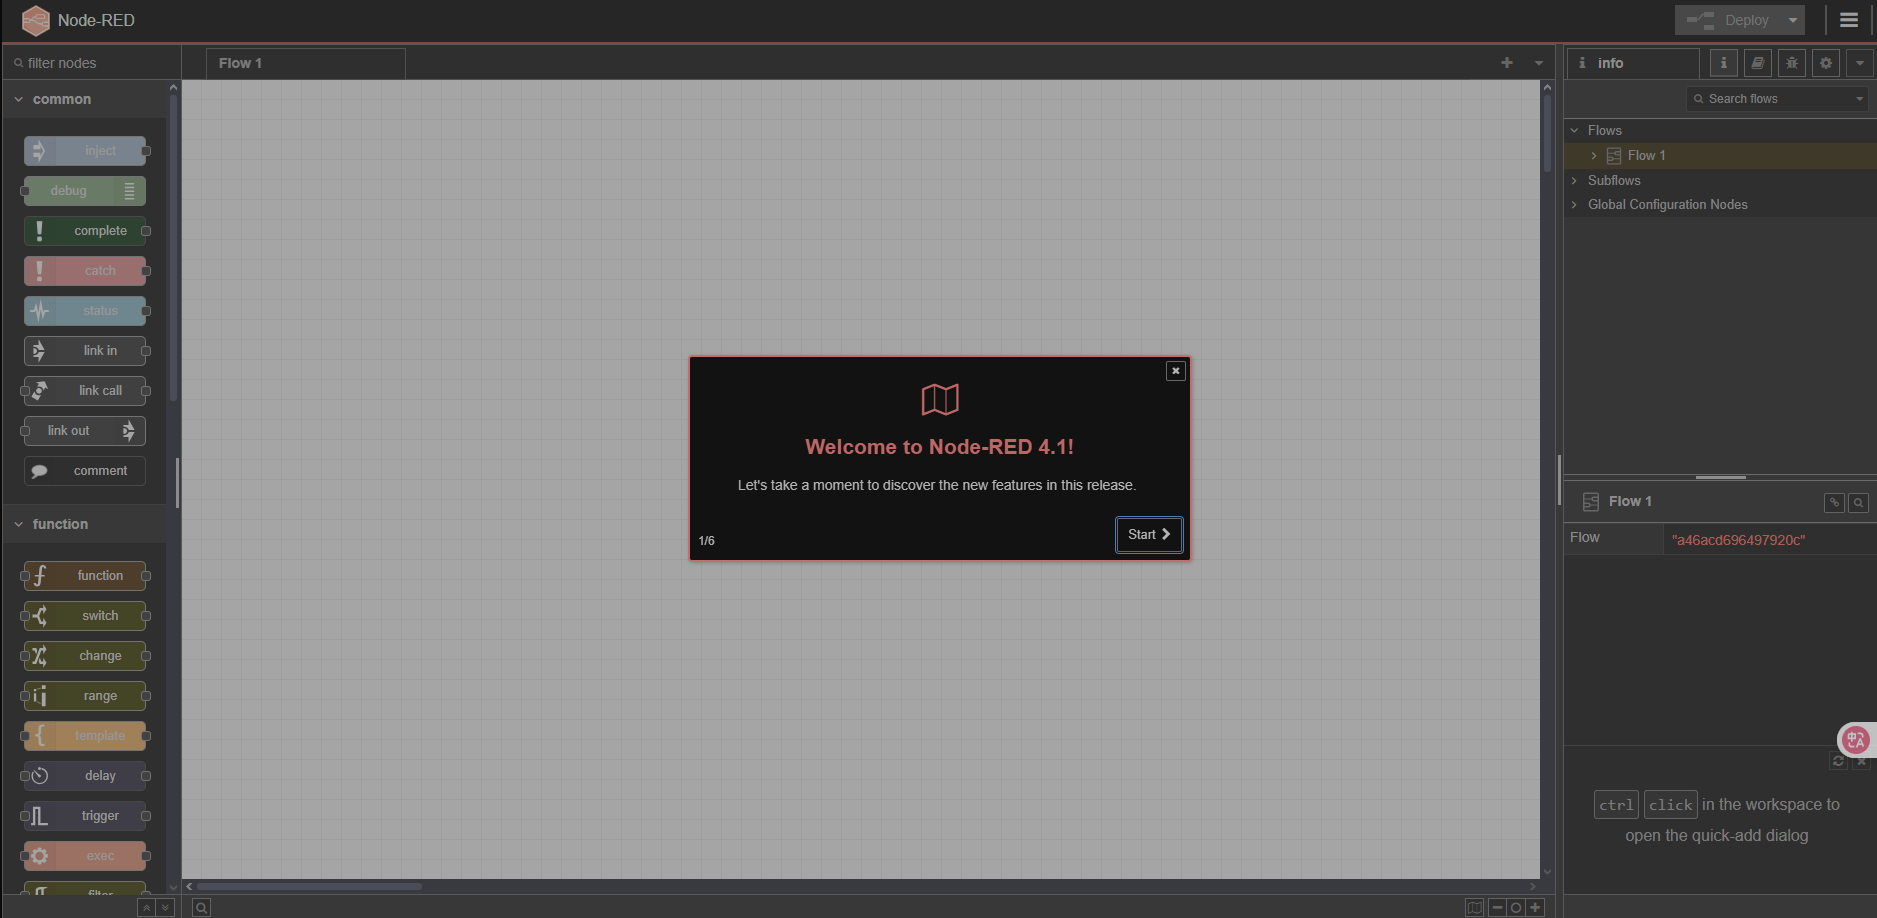 Node-RED
Deploy
filter nodes
Flow 1
info
Search flows
common
inject
debug
complete
catch
status
link in
link call
link out
comment
function
function
switch
change
range
template
delay
trigger
exec
filter
Welcome to Node-RED 4.1!
Let's take a moment to discover the new features in this release.
1/6
Start
Flows
Flow 1
Subflows
Global Configuration Nodes
Flow 1
Flow
"a46acd696497920c"
中A
ctrl click in the workspace to
open the quick-add dialog